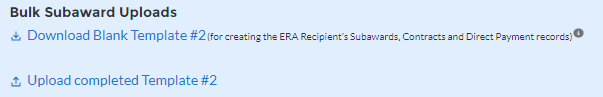 Bulk Subaward Uploads
Download Blank Template #2(for creating the ERA Recipient's Subawards, Contracts and Direct Payment records)
Upload completed Template #2